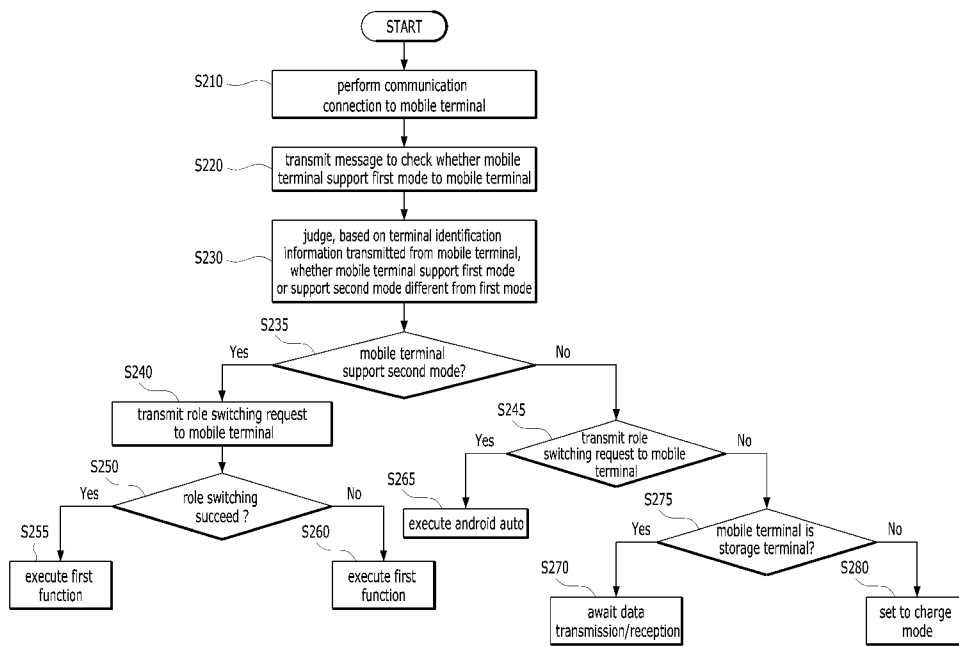 START
S210
perform communication
connection to mobile terminal
S220
transmit message to check whether mobile
terminal support first mode to mobile terminal
S230
judge, based on terminal identification
information transmitted from mobile terminal,
whether mobile terminal support first mode
or support second mode different from first mode
S235
Yes
mobile terminal
support second mode?
No
S240
transmit role switching request
to mobile terminal
S245
Yes
transmit role
switching request to mobile
terminal
No
S250
Yes
role switching
succeed ?
No
S265
execute android auto
S275
Yes
mobile terminal is
storage terminal?
No
S255
execute first
function
S260
execute first
function
S270
await data
transmission/reception
S280
set to charge
mode